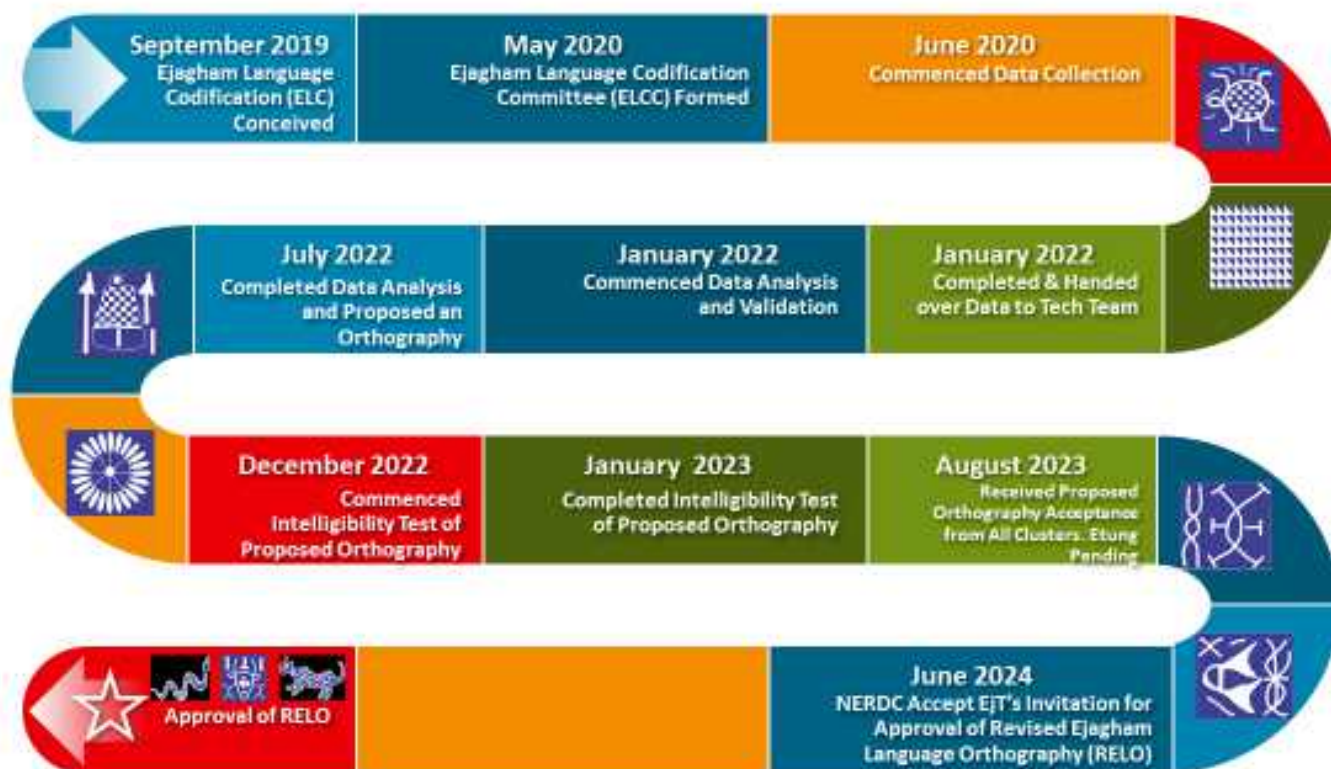 September 2019
Ejagham Language
Codification (ELC)
Conceived
May 2020
Ejagham Language Codification
Committee (ELCC) Formed
June 2020
Commenced Data Collection
January 2022
Completed & Handed
over Data to Tech Team
January 2022
Commenced Data Analysis
and Validation
July 2022
Completed Data Analysis
and Proposed an
Orthography
December 2022
Commenced
Intelligibility Test of
Proposed Orthography
January 2023
Completed Intelligibility Test
of Proposed Orthography
August 2023
Received Proposed
Orthography Acceptance
from All Clusters. Etung
Pending
June 2024
NERDC Accept EjT's Invitation for
Approval of Revised Ejagham
Language Orthography (RELO)
Approval of RELO